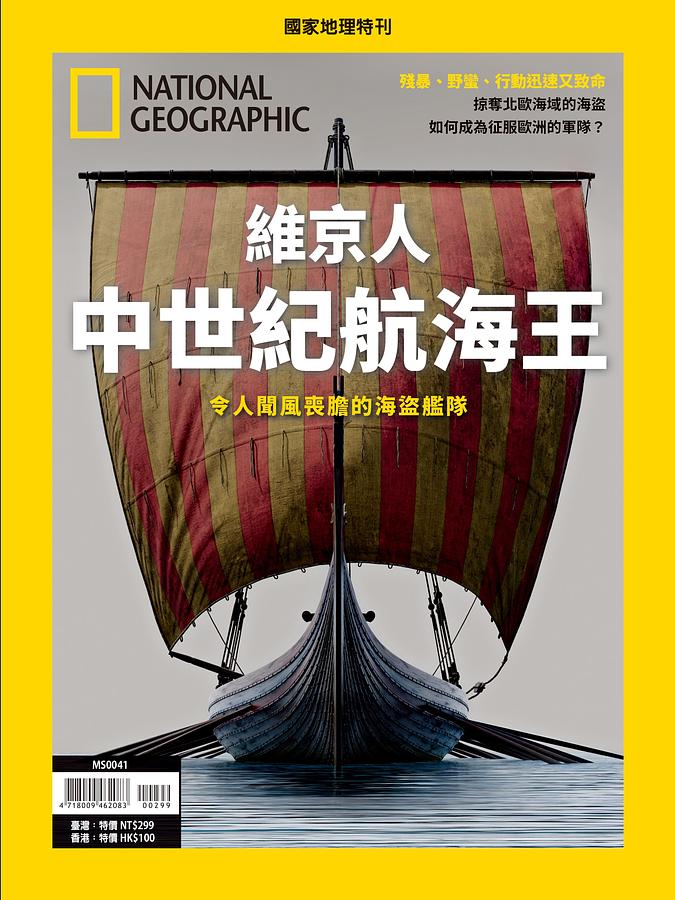 國家地理特刊
NATIONAL
GEOGRAPHIC
殘暴、野蠻、行動迅速又致命
掠奪北歐海域的海盜
如何成為征服歐洲的軍隊？
維京人
中世紀航海王
令人聞風喪膽的海盜艦隊
MS0041
4 718009 462083
00299
臺灣：特價 NT$299
香港：特價 HK$100